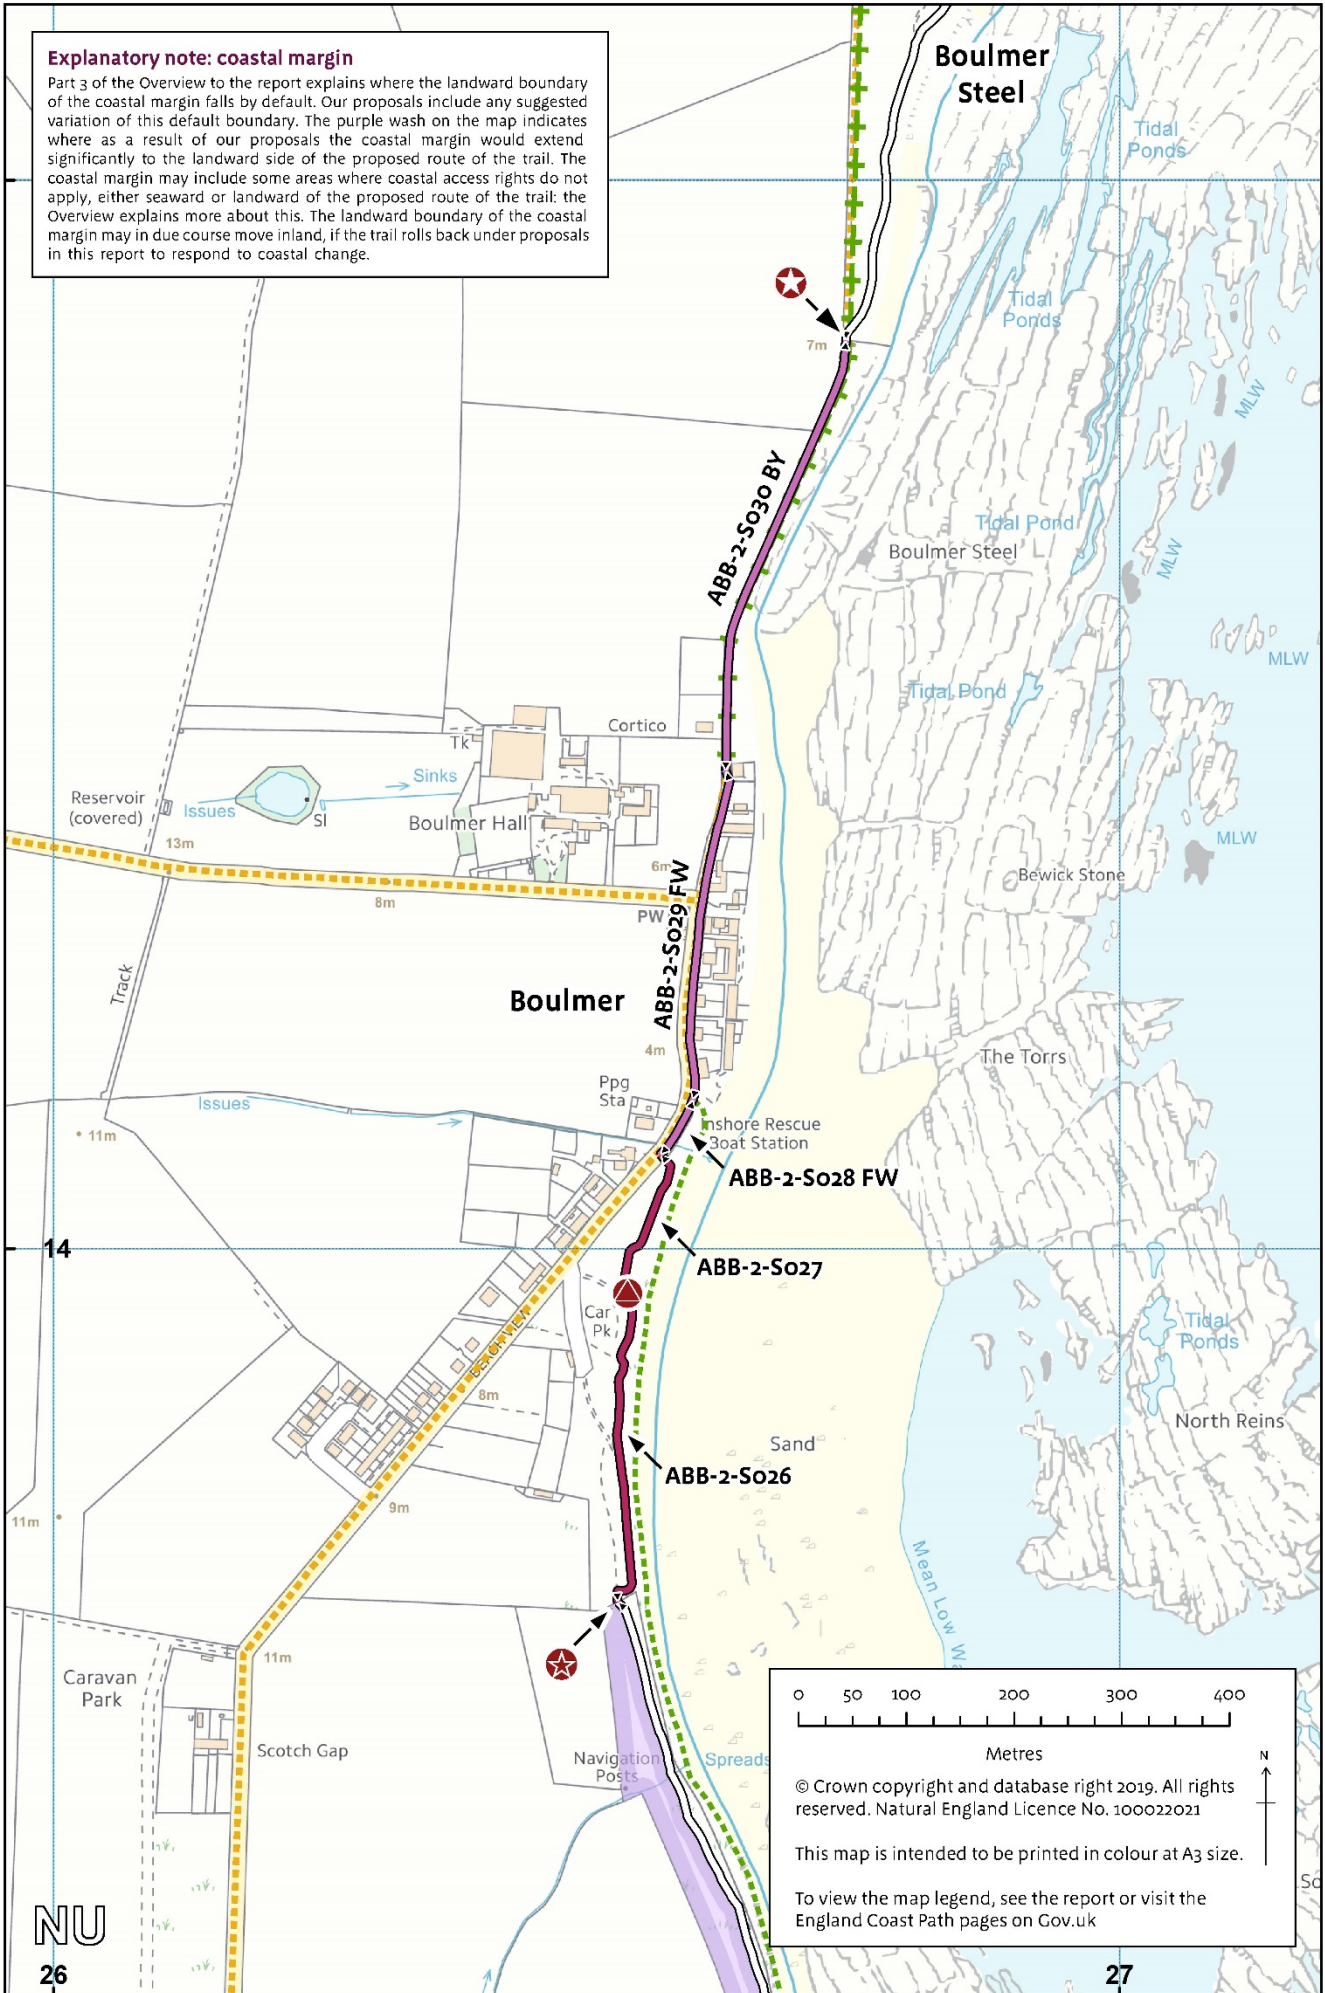 Explanatory note: coastal margin
Part 3 of the Overview to the report explains where the landward boundary
of the coastal margin falls by default. Our proposals include any suggested
variation of this default boundary. The purple wash on the map indicates
where as a result of our proposals the coastal margin would extend
significantly to the landward side of the proposed route of the trail. The
coastal margin may include some areas where coastal access rights do not
apply, either seaward or landward of the proposed route of the trail: the
Overview explains more about this. The landward boundary of the coastal
margin may in due course move inland, if the trail rolls back under proposals
in this report to respond to coastal change.
Boulmer
Steel
Tidal
Ponds
Tidal
Ponds
7m
MLW
ABB-2-S030 BY
Tidal Pond
Boulmer Steel
MLW
MLW
Tidal Pond
Cortico
Tk
Sinks
Reservoir
(covered)
Issues
SI
Boulmer Hall
13m
MLW
6m
Bewick Stone
8m
PW
ABB-2-S029 FW
Track
Boulmer
4m
The Torrs
Ppg
Sta
Issues
11m
Inshore Rescue
Boat Station
ABB-2-S028 FW
14
ABB-2-S027
Car
Pk
Tidal
Ponds
BEACH VIEW
8m
North Reins
Sand
ABB-2-S026
9m
11m
Mean Low Wa
11m
Caravan
Park
Scotch Gap
Navigation
Posts
Spreads
0 50 100 200 300 400
Metres
N
© Crown copyright and database right 2019. All rights
reserved. Natural England Licence No. 100022021
This map is intended to be printed in colour at A3 size.
To view the map legend, see the report or visit the
England Coast Path pages on Gov.uk
So
NU
26
27